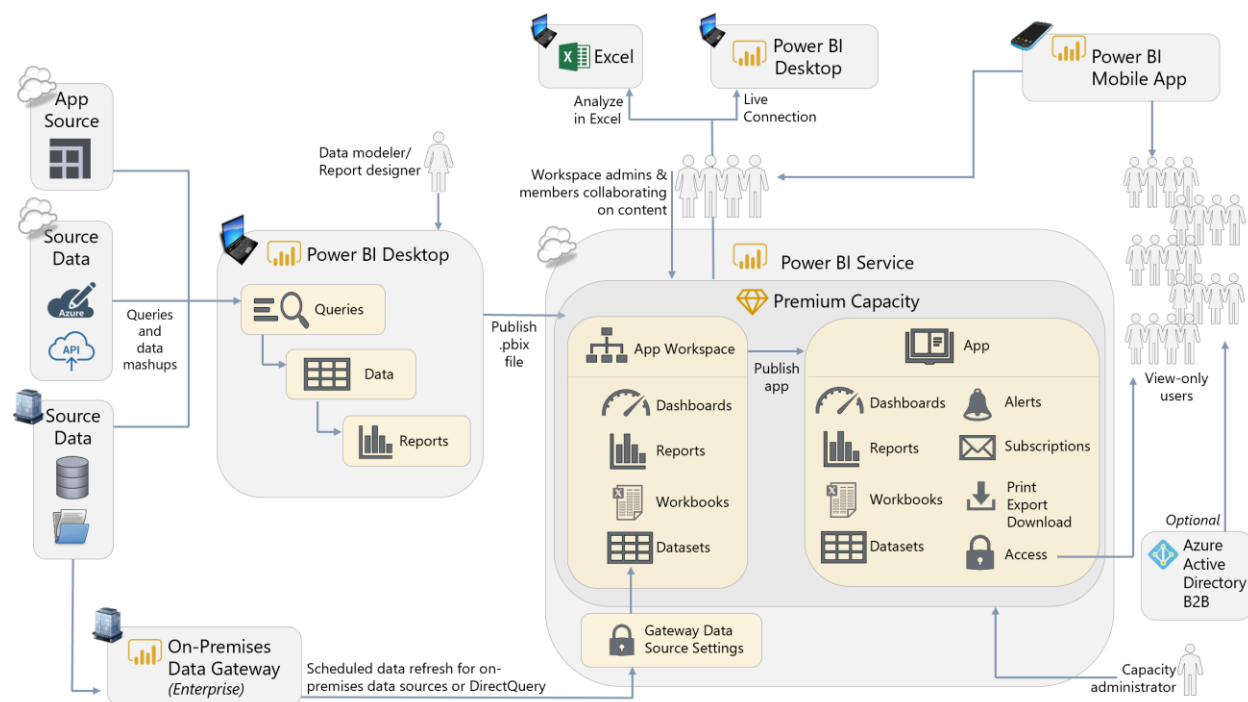 App
Source
Source
Data
Azure
API
Queries
and
data
mashups
Source
Data
On-Premises
Data Gateway
(Enterprise)
Scheduled data refresh for on-
premises data sources or DirectQuery
Data modeler/
Report designer
Power BI Desktop
Queries
Data
Reports
Publish
.pbix
file
Excel
Analyze
in Excel
Power BI
Desktop
Live
Connection
Power BI
Mobile App
Workspace admins &
members collaborating
on content
Power BI Service
Premium Capacity
App Workspace
Dashboards
Reports
Workbooks
Datasets
Publish
app
App
Dashboards
Reports
Workbooks
Datasets
Alerts
Subscriptions
Print
Export
Download
Access
Gateway Data
Source Settings
View-only
users
Optional
Azure
Active
Directory
B2B
Capacity
administrator